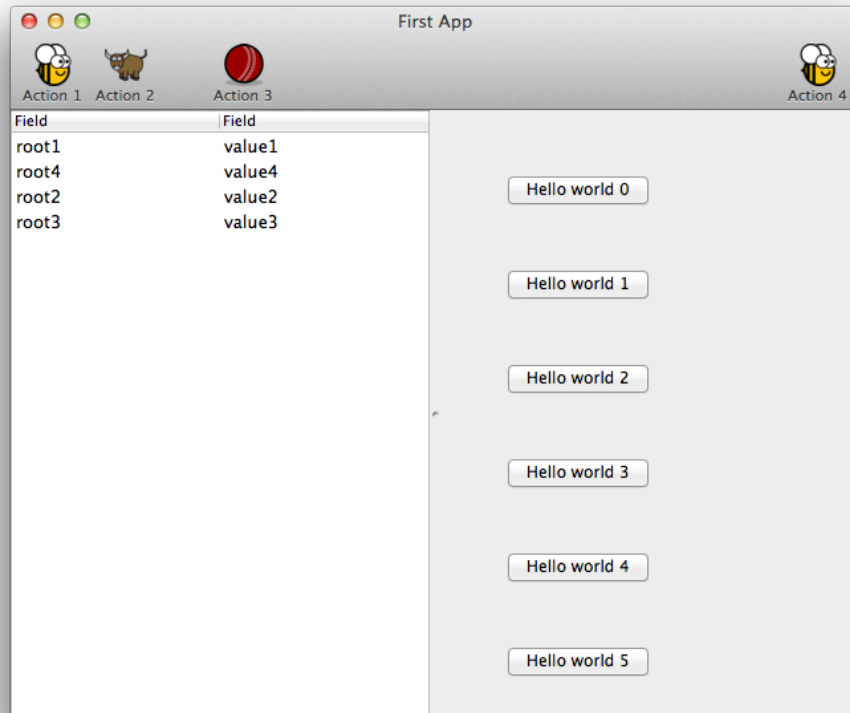 First App
Action 1 Action 2 Action 3 Action 4
Field Field
root1 value1
root4 value4
root2 value2
root3 value3
Hello world 0
Hello world 1
Hello world 2
Hello world 3
Hello world 4
Hello world 5